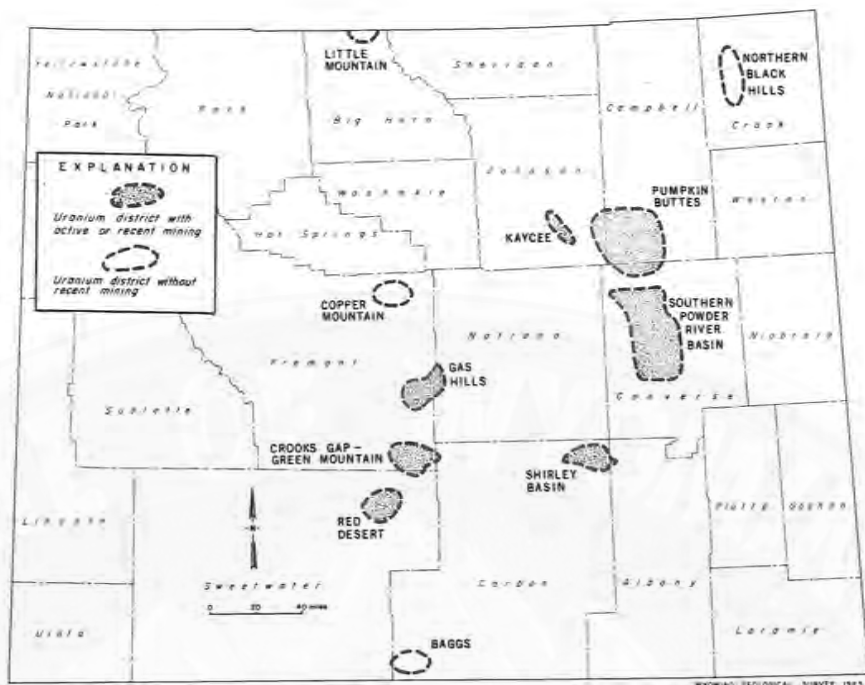 LITTLE
MOUNTAIN
NORTHERN
BLACK
HILLS
Yellowstone
National
Park
Park
Big Horn
Sheridan
Campbell
Crook
EXPLANATION
Uranium district with
active or recent mining
Uranium district without
recent mining
Washakie
Hot Springs
Johnson
KAYCEE
PUMPKIN
BUTTES
Weston
COPPER
MOUNTAIN
Fremont
Natrona
SOUTHERN
POWDER
RIVER
BASIN
Niobrara
GAS
HILLS
Converse
Sublette
CROOKS GAP-
GREEN MOUNTAIN
SHIRLEY
BASIN
Lincoln
N
RED
DESERT
Platte
Goshen
Sweetwater
0 20 40 miles
Carbon
Albany
Uinta
BAGGS
Laramie
WYOMING GEOLOGICAL SURVEY